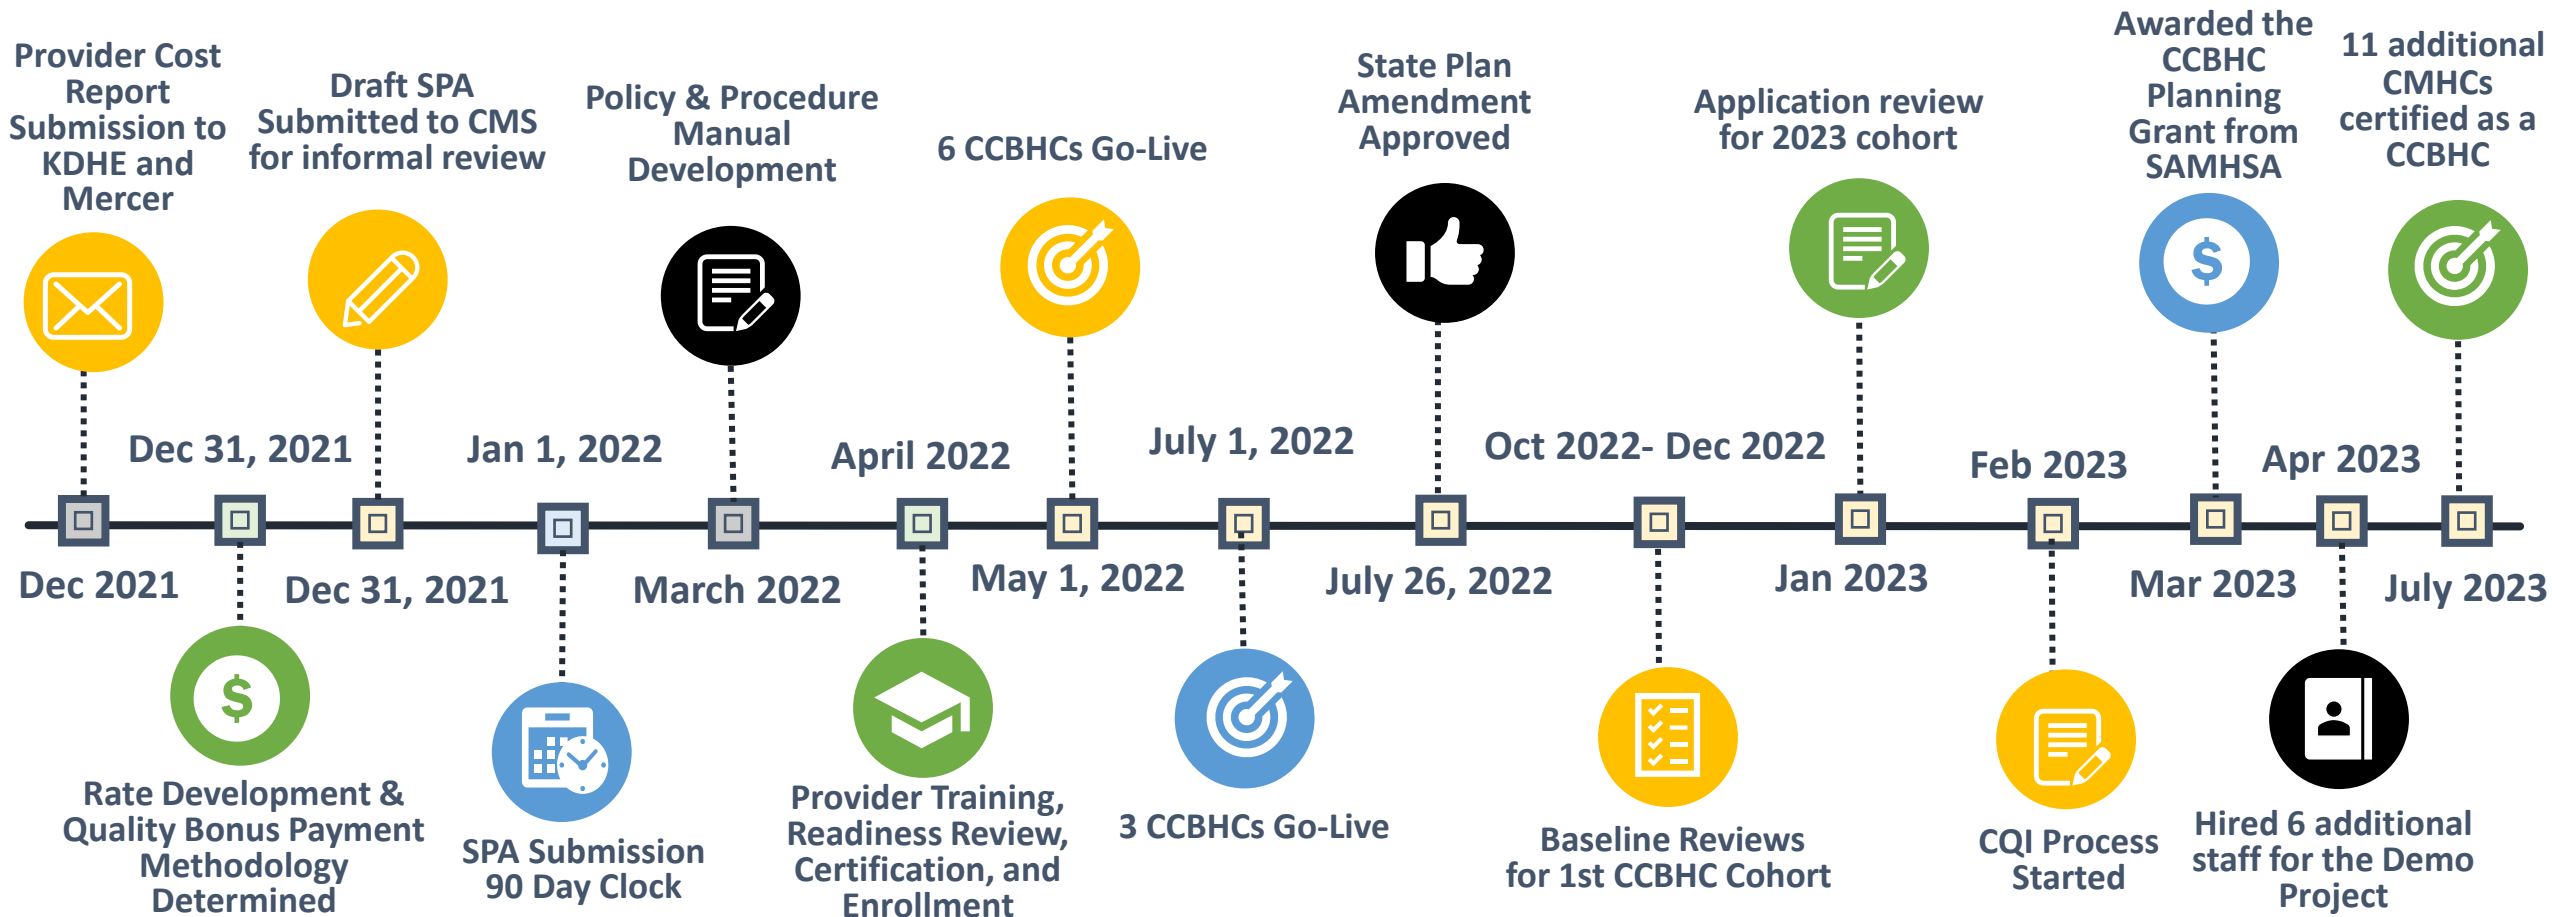 Provider Cost
Report
Submission to
KDHE and
Mercer
Draft SPA
Submitted to CMS
for informal review
Policy & Procedure
Manual
Development
6 CCBHCs Go-Live
State Plan
Amendment
Approved
Application review
for 2023 cohort
Awarded the
CCBHC
Planning
Grant from
SAMHSA
11 additional
CMHCs
certified as a
CCBHC
$
Dec 31, 2021
Jan 1, 2022
April 2022
July 1, 2022
Oct 2022- Dec 2022
Feb 2023
Apr 2023
Dec 2021
Dec 31, 2021
March 2022
May 1, 2022
July 26, 2022
Jan 2023
Mar 2023
July 2023
$
Rate Development &
Quality Bonus Payment
Methodology
Determined
SPA Submission
90 Day Clock
Provider Training,
Readiness Review,
Certification, and
Enrollment
3 CCBHCs Go-Live
Baseline Reviews
for 1st CCBHC Cohort
CQI Process
Started
Hired 6 additional
staff for the Demo
Project